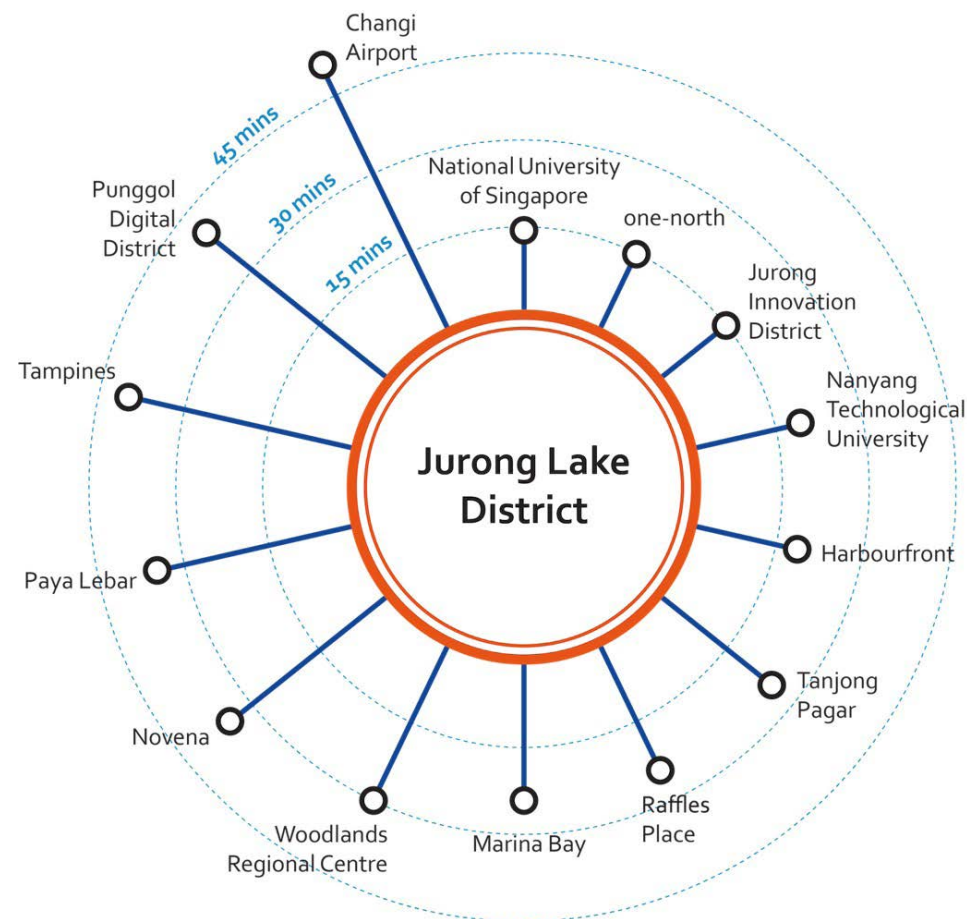 Changi
Airport
45 mins
30 mins
15 mins
National University
of Singapore
one-north
Jurong
Innovation
District
Nanyang
Technological
University
Harbourfront
Tanjong
Pagar
Raffles
Place
Marina Bay
Woodlands
Regional Centre
Novena
Paya Lebar
Tampines
Punggol
Digital
District
Jurong Lake
District